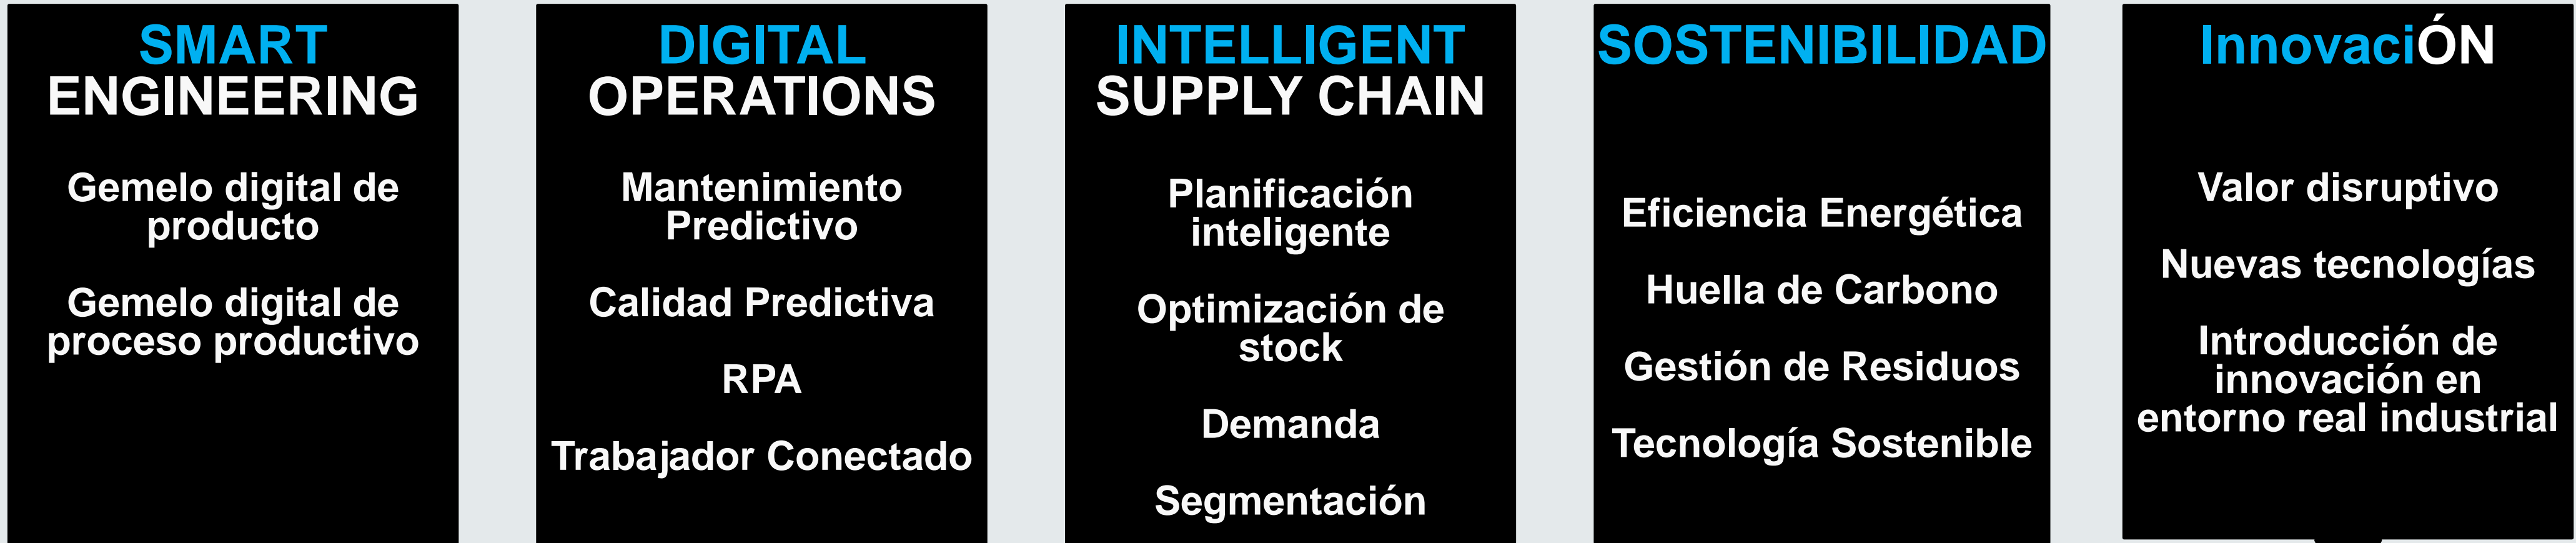 SMART
ENGINEERING
Gemelo digital de
producto
Gemelo digital de
proceso productivo
DIGITAL
OPERATIONS
Mantenimiento
Predictivo
Calidad Predictiva
RPA
Trabajador Conectado
INTELLIGENT
SUPPLY CHAIN
Planificación
inteligente
Optimización de
stock
Demanda
Segmentación
SOSTENIBILIDAD
Eficiencia Energética
Huella de Carbono
Gestión de Residuos
Tecnología Sostenible
InnovaciÓN
Valor disruptivo
Nuevas tecnologías
Introducción de
innovación en
entorno real industrial